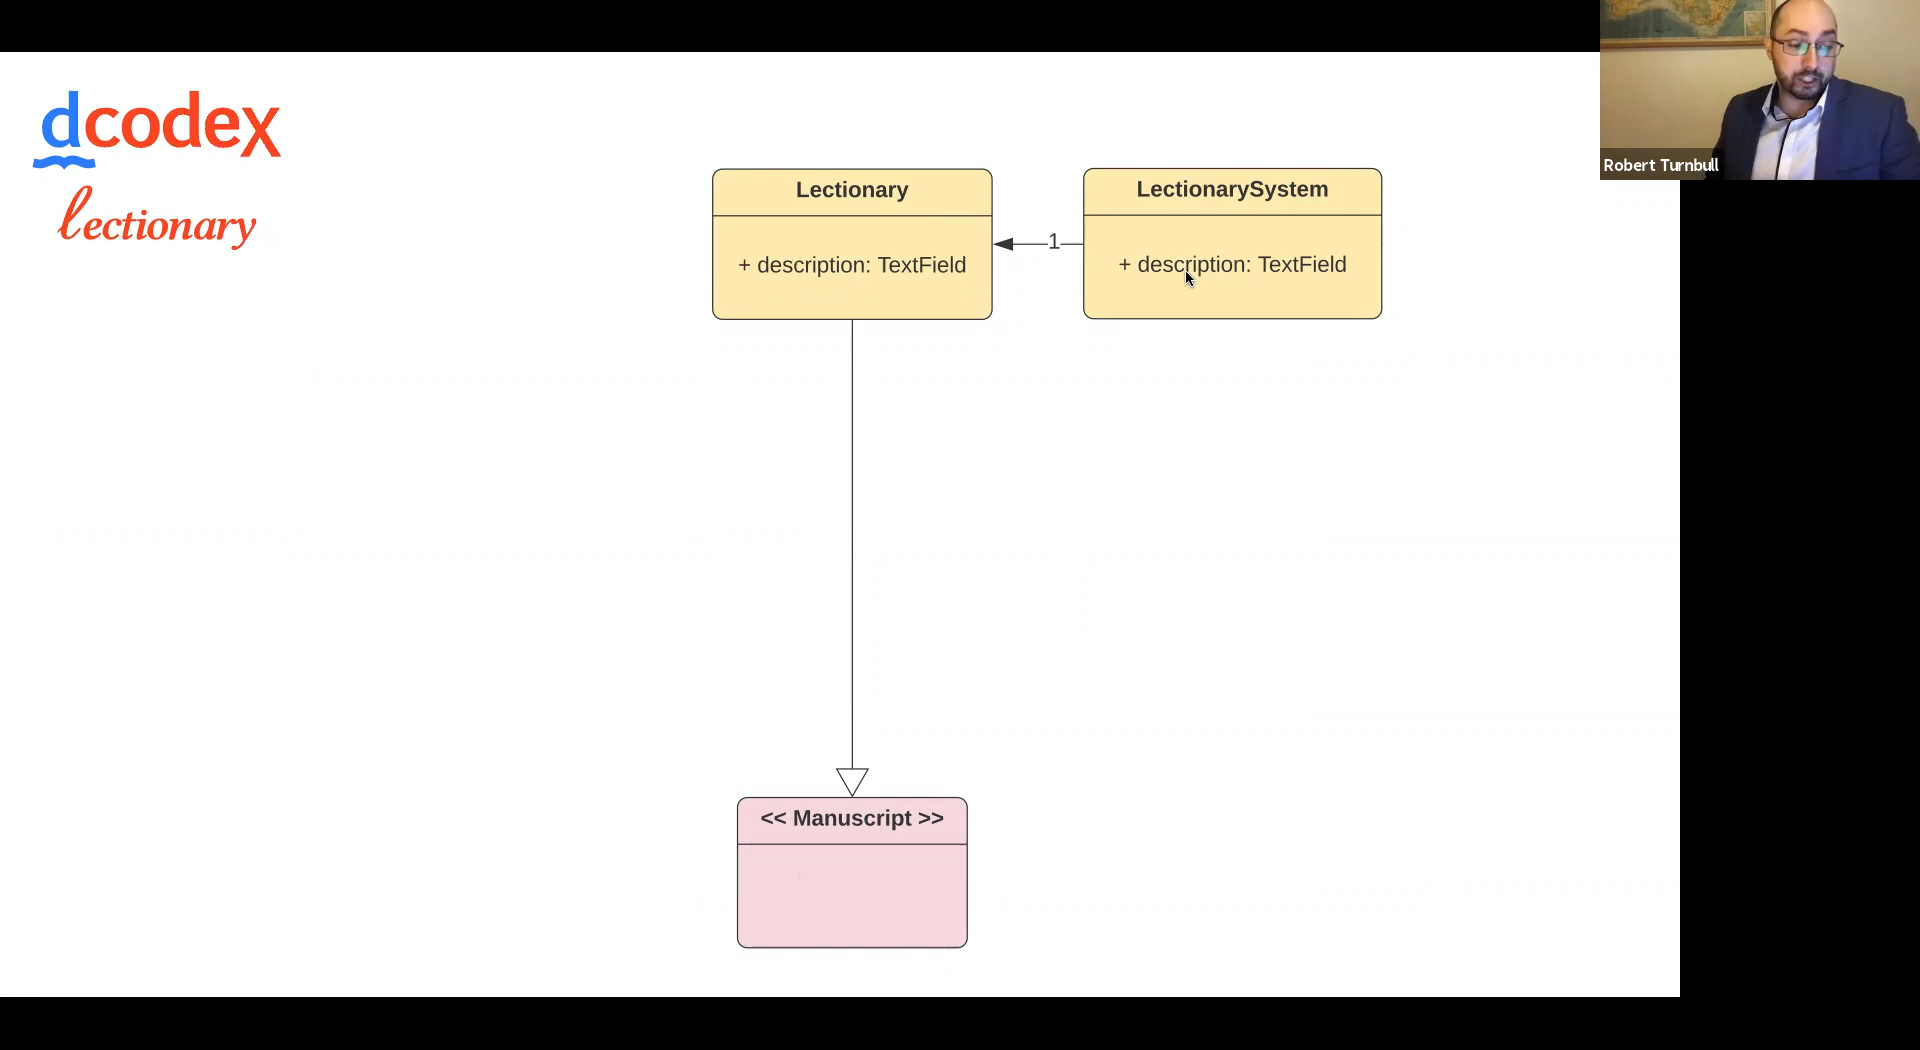 dcodex
lectionary
Lectionary
+ description: TextField
1
LectionarySystem
+ description: TextField
<< Manuscript >>
Robert Turnbull